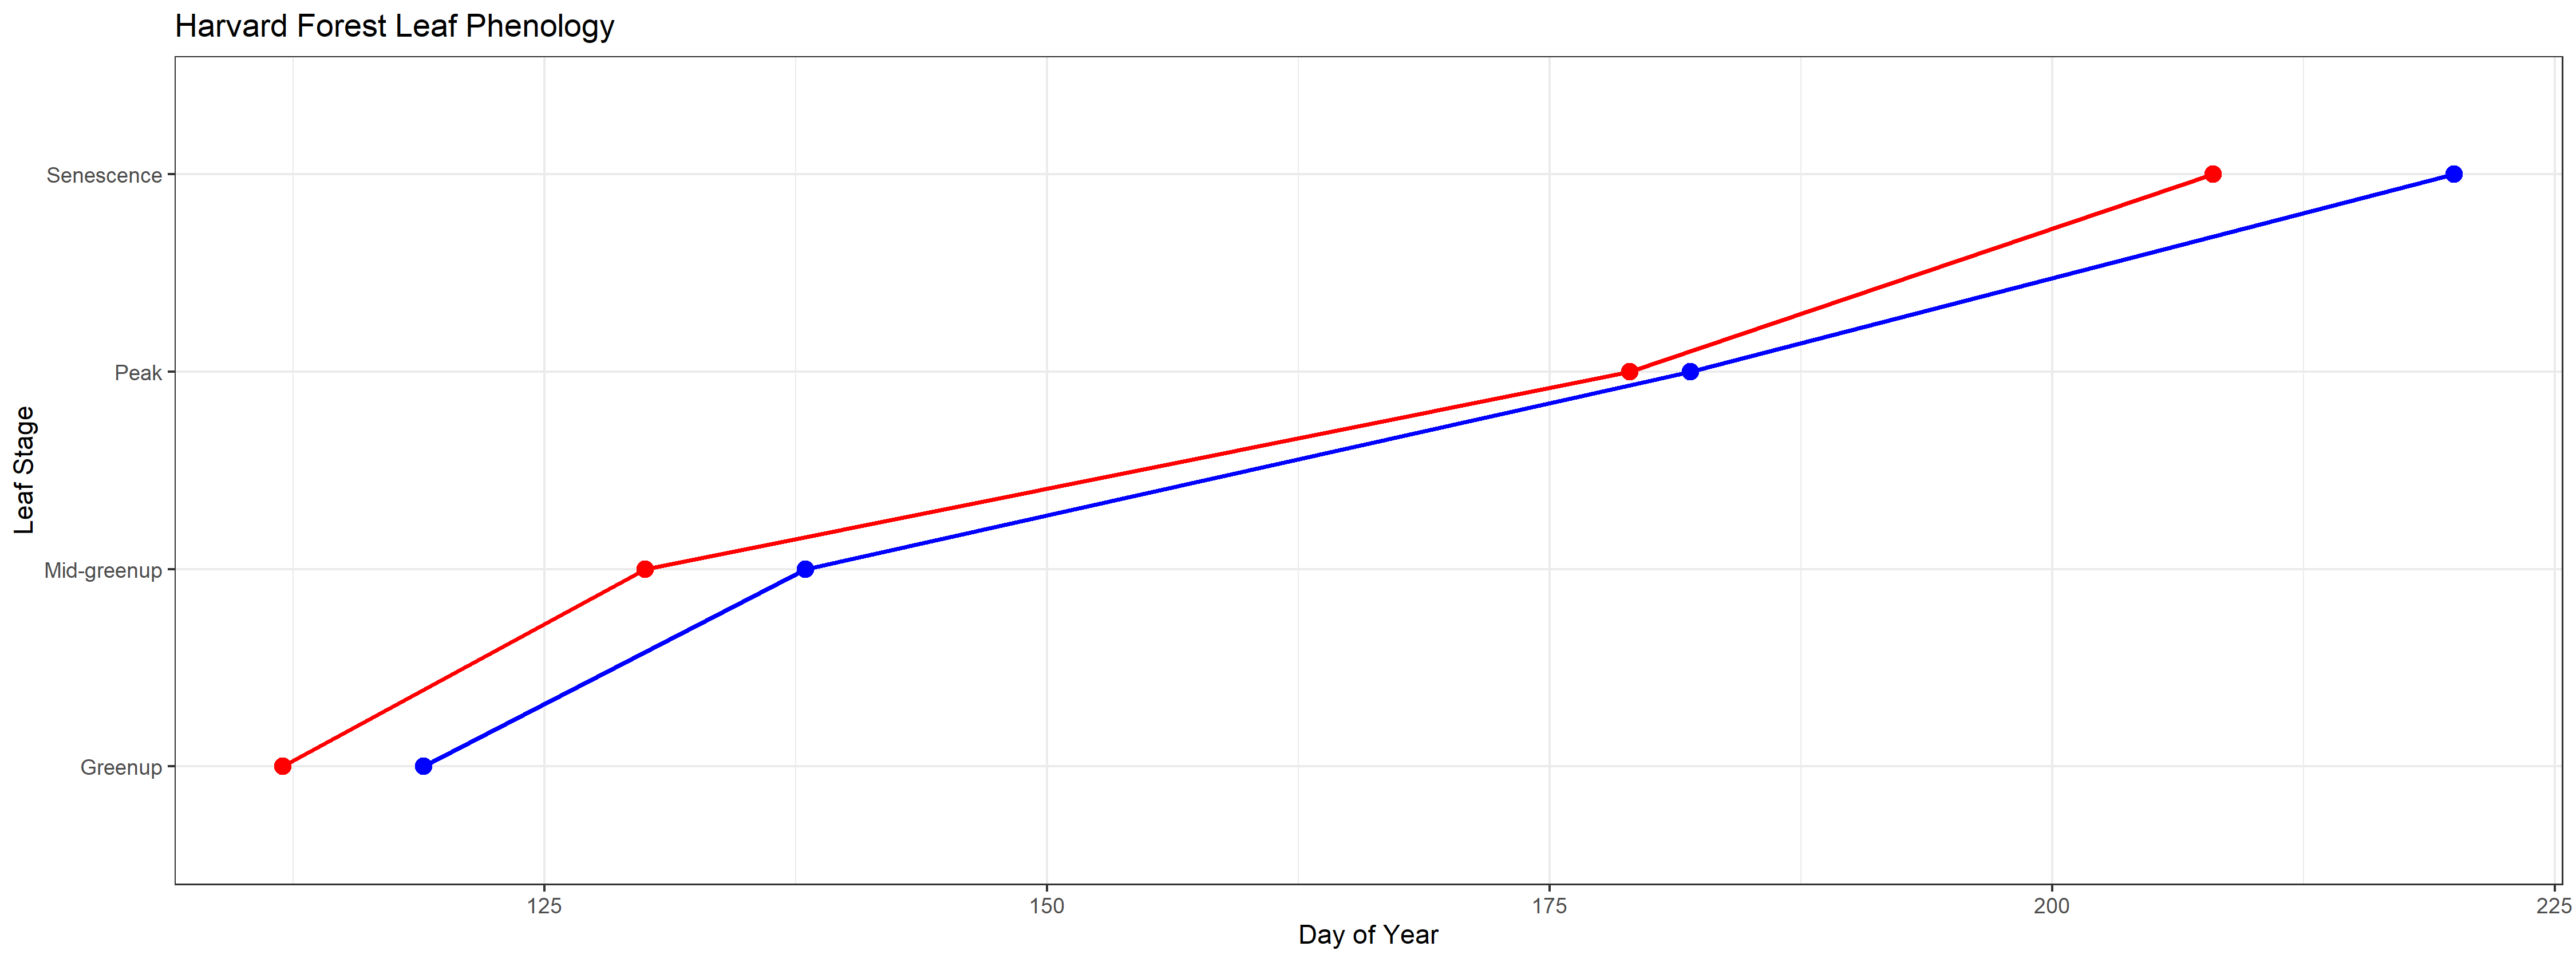 Harvard Forest Leaf Phenology
Senescence
Peak
Mid-greenup
Greenup
Leaf Stage
125 150 175 200 225
Day of Year